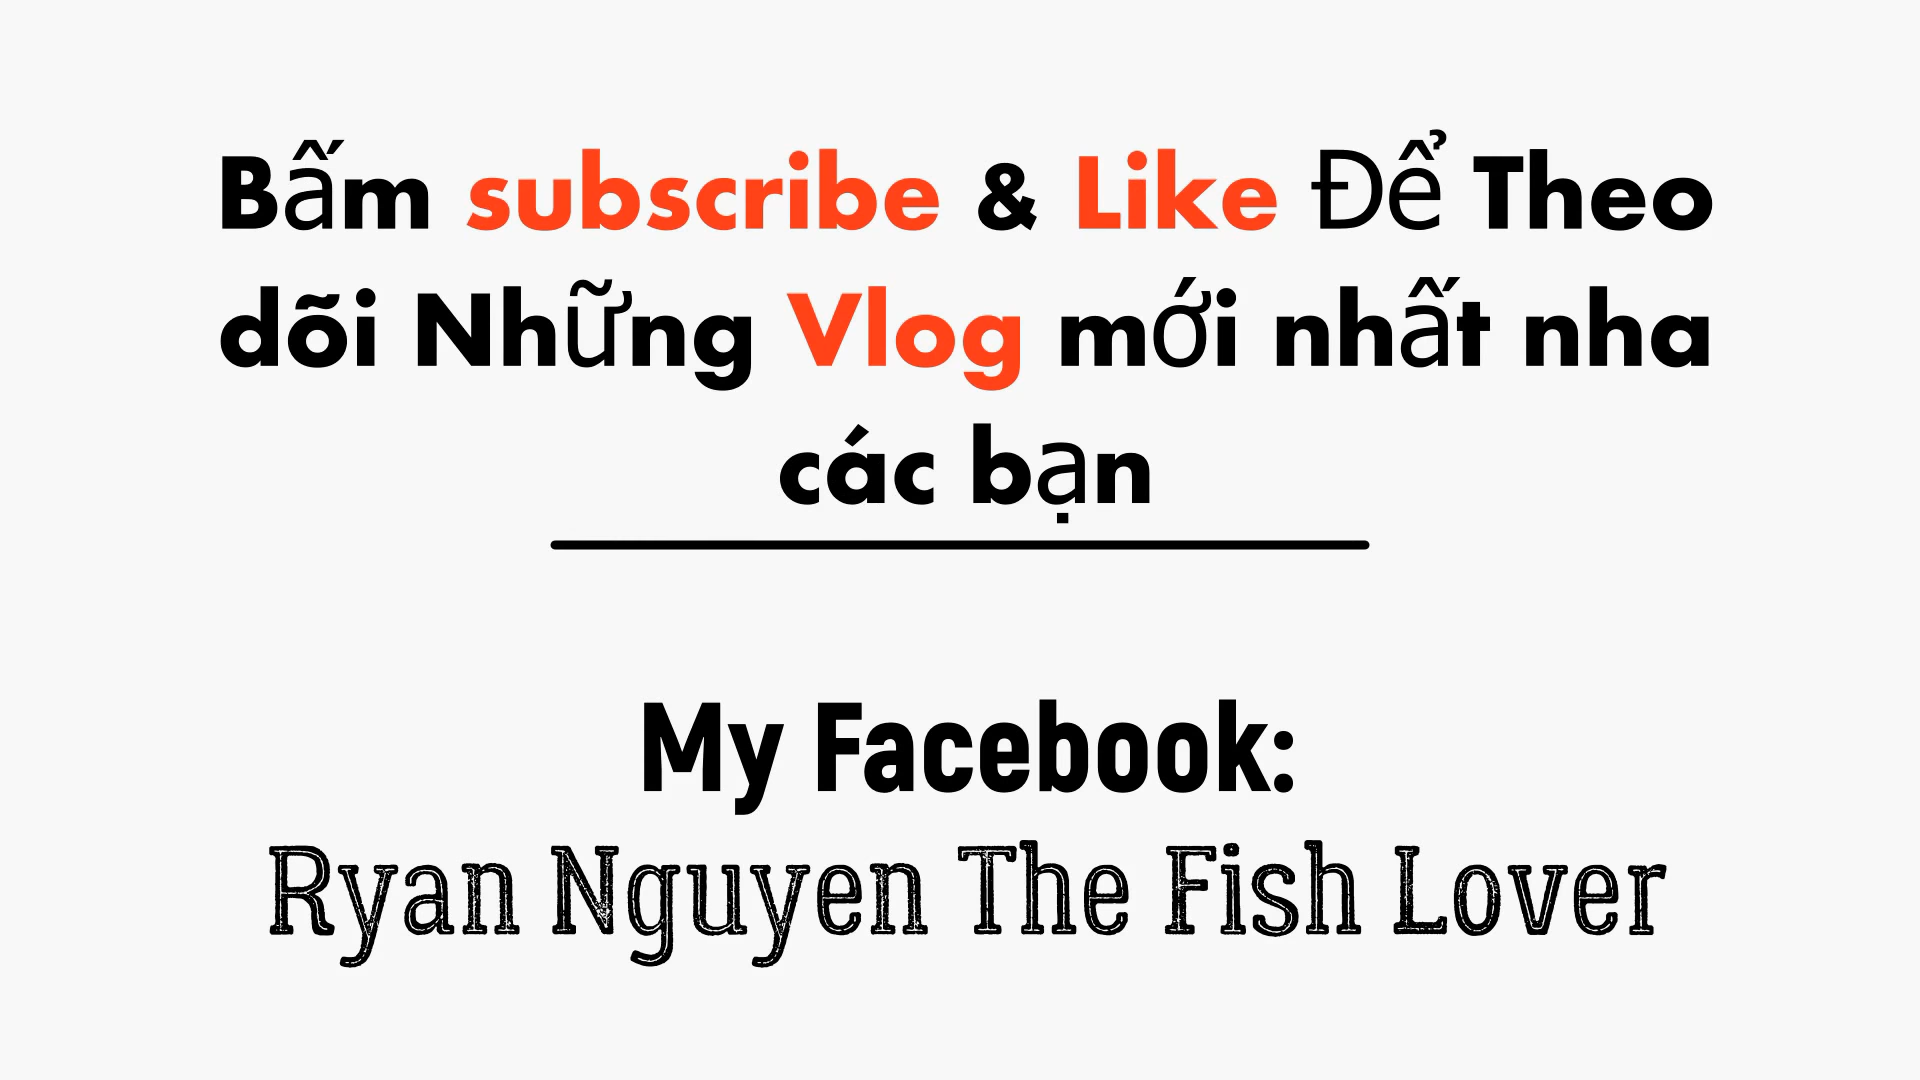 Bấm subscribe & Like Để Theo
dõi Những Vlog mới nhất nha
các bạn
My Facebook:
Ryan Nguyen The Fish Lover